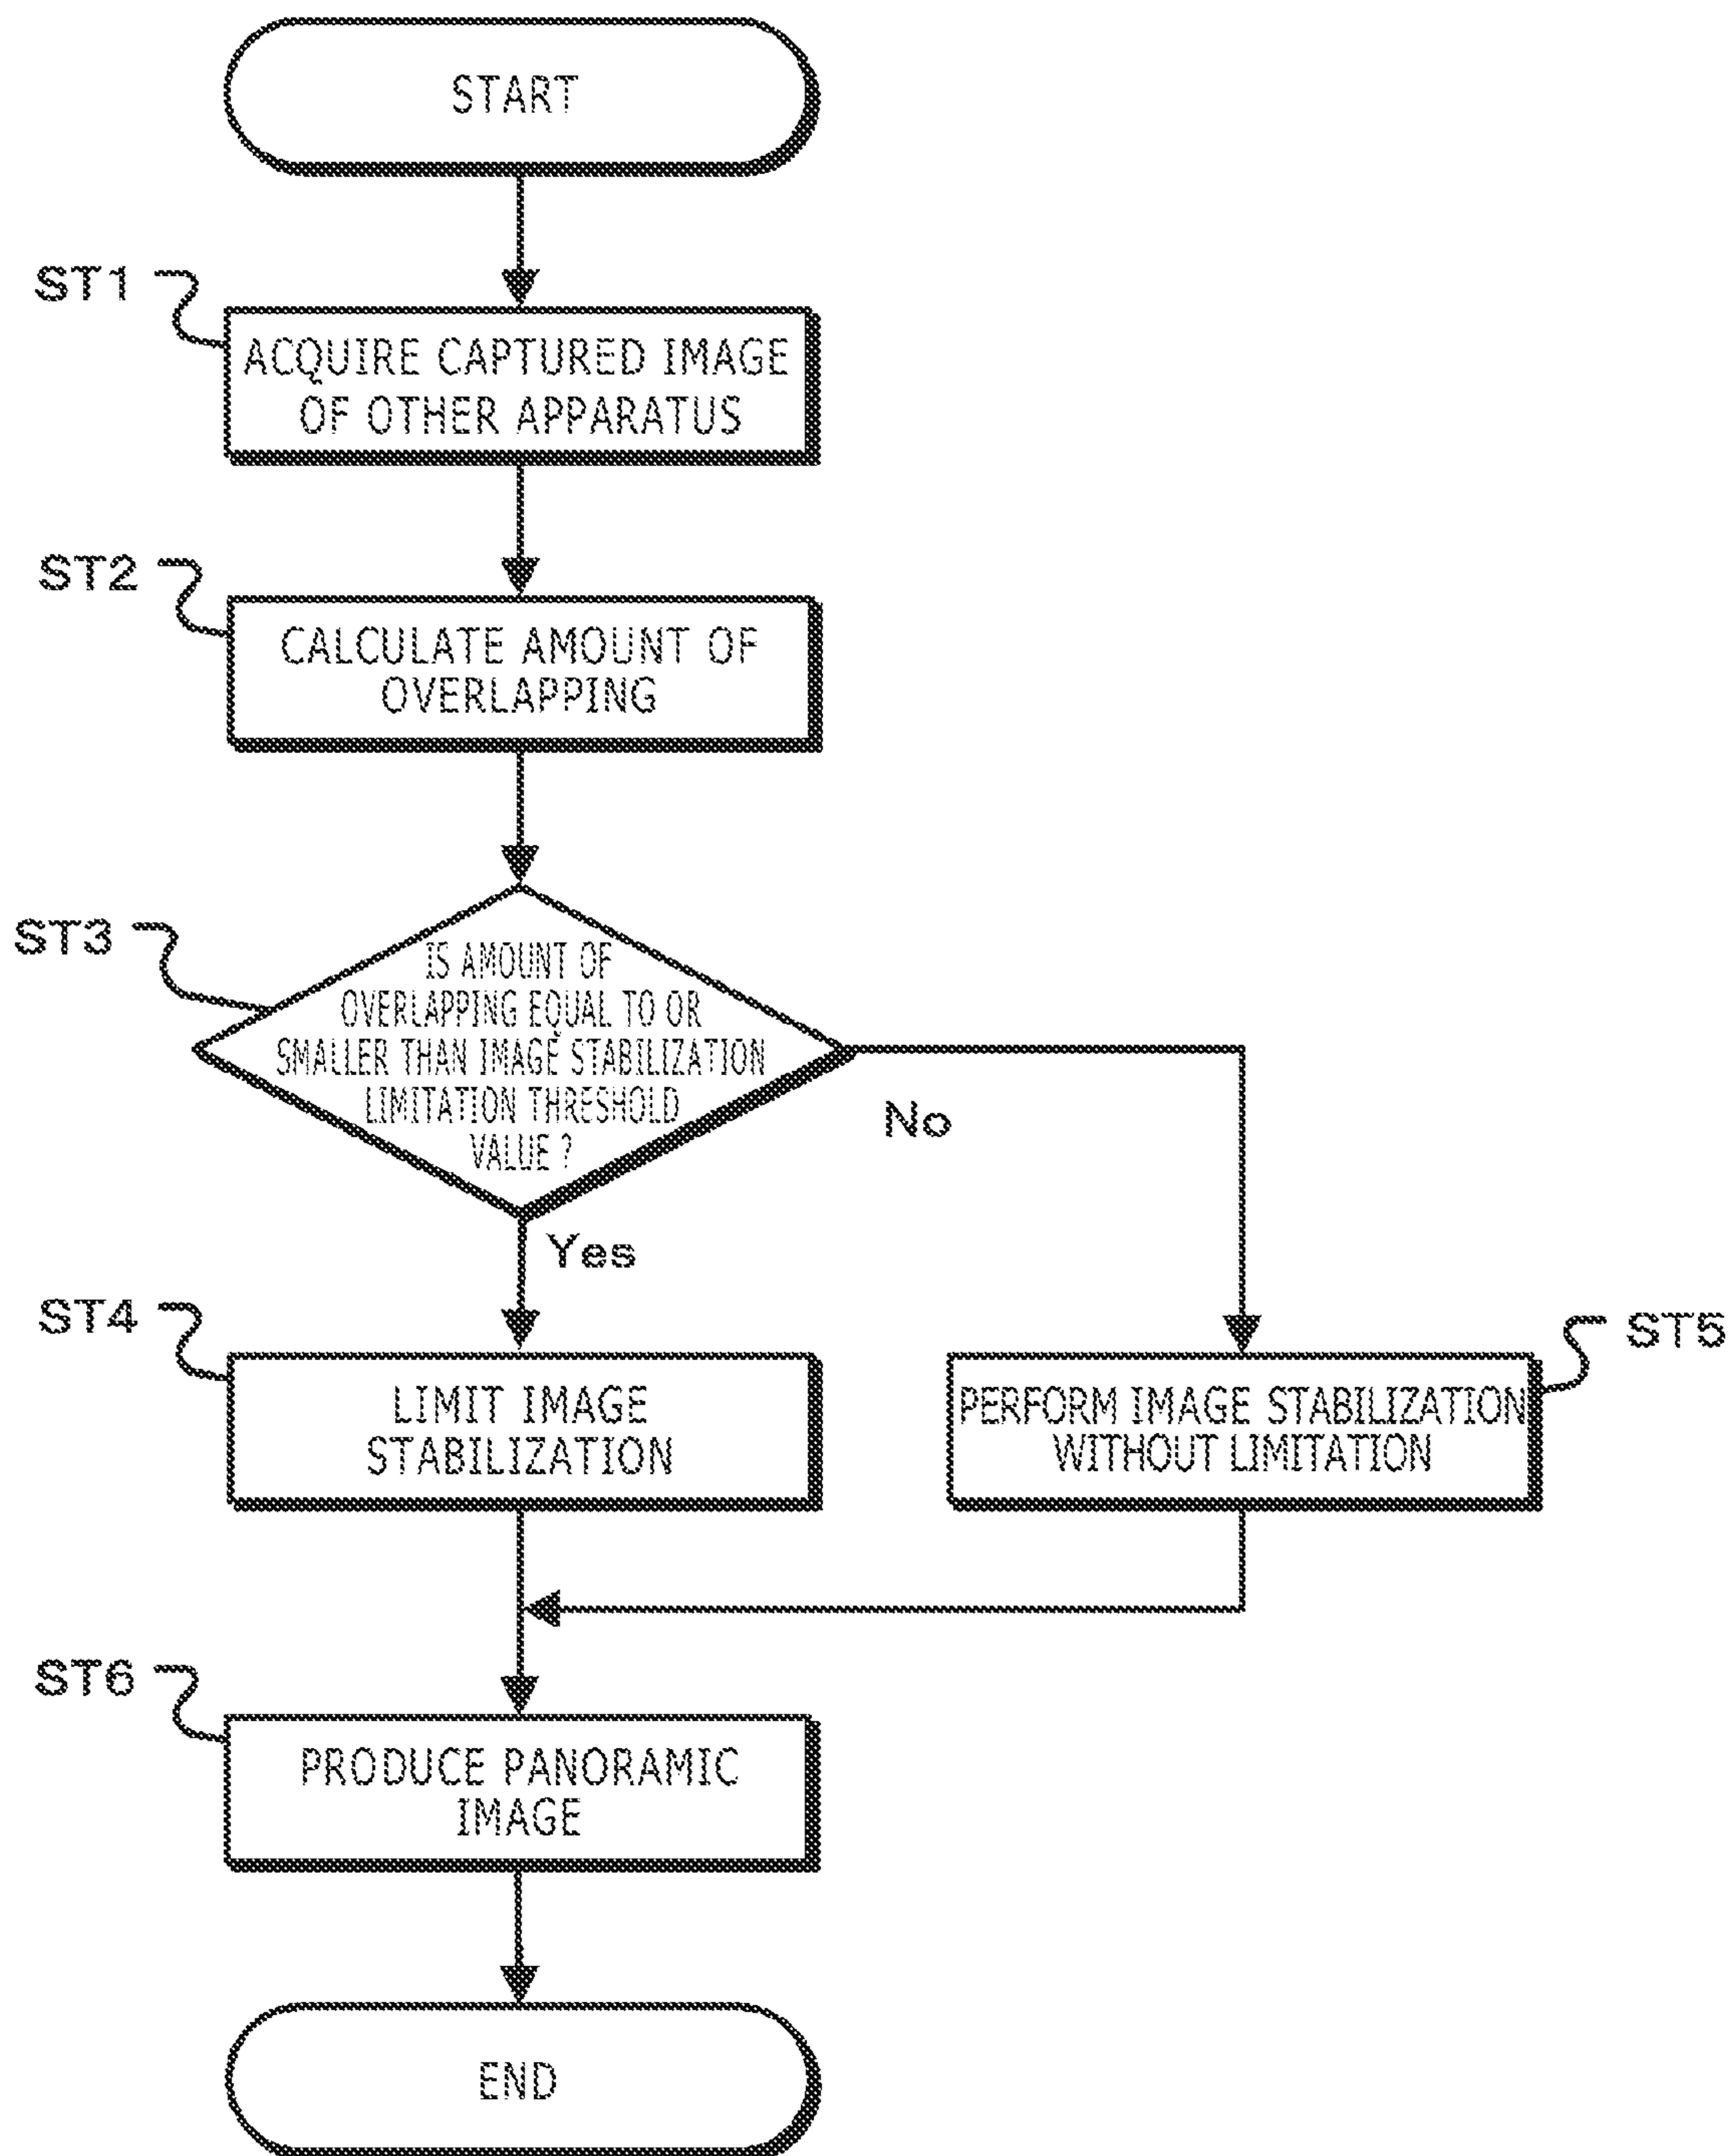 START
ST1
ACQUIRE CAPTURED IMAGE
OF OTHER APPARATUS
ST2
CALCULATE AMOUNT OF
OVERLAPPING
ST3
IS AMOUNT OF
OVERLAPPING EQUAL TO OR
SMALLER THAN IMAGE STABILIZATION
LIMITATION THRESHOLD
VALUE ?
No
Yes
ST4
LIMIT IMAGE
STABILIZATION
ST5
PERFORM IMAGE STABILIZATION
WITHOUT LIMITATION
ST6
PRODUCE PANORAMIC
IMAGE
END